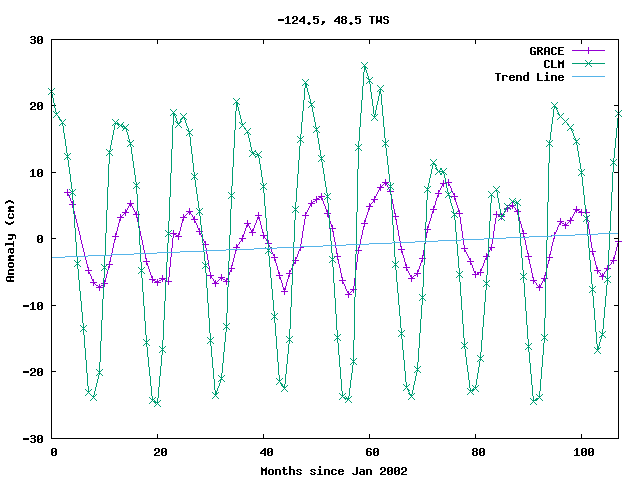 -124.5, 48.5 TWS
GRACE
CLM
Trend Line
30
20
10
0
-10
-20
-30
Anomaly (cm)
0 20 40 60 80 100
Months since Jan 2002